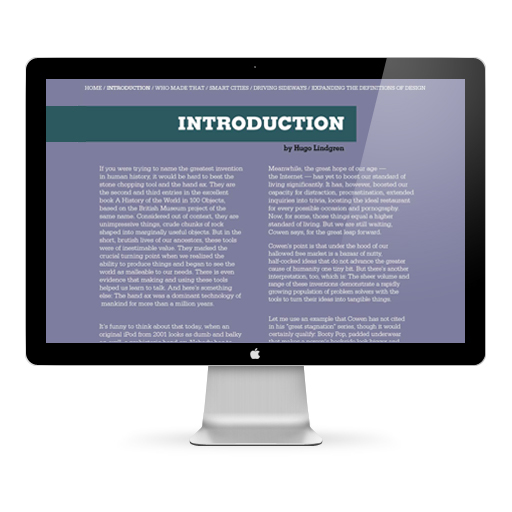 HOME / INTRODUCTION / WHO MADE THAT / SMART CITIES / DRIVING SIDEWAYS / EXPANDING THE DEFINITIONS OF DESIGN
INTRODUCTION
by Hugo Lindgren
If you were trying to name the greatest invention
in human history, it would be hard to best the
stone chopping tool and the hand ax. They are
the second and third entries in the excellent
book A History of the World in 100 Objects,
based on the British Museum project of the
same name. Considered out of context, they are
unimpressive things, crude chunks of rock
shaped into marginally useful objects. But in the
short, brutish lives of our ancestors, these tools
were of inestimable value. They marked the
crucial turning point when we realized the
ability to produce things and began to see the
world as malleable to our needs. There is even
evidence that making and using these tools
helped us learn to talk. And here's something
else: The hand ax was a dominant technology of
mankind for more than a million years.
It's funny to think about that today, when an
original iPod from 2001 looks as dumb and balky
Meanwhile, the great hope of our age —
the Internet — has yet to boost our standard of
living significantly. It has, however, boosted our
capacity for distraction, procrastination, extended
inquiries into trivia, locating the ideal restaurant
for every possible occasion and pornography.
Now, for some, those things equal a higher
standard of living. But we are still waiting,
Cowen says, for the great leap forward.
Cowen's point is that under the hood of our
hallowed free market is a bazaar of nutty,
half-cocked ideas that do not advance the greater
cause of humanity one tiny bit. But there's another
interpretation, too, which is: The sheer volume and
range of these inventions demonstrate a rapidly
growing population of problem solvers with the
tools to turn their ideas into tangible things.
Let me use an example that Cowen has not cited
in his "great stagnation" series, though it would
certainly qualify: Booty Pop, padded underwear